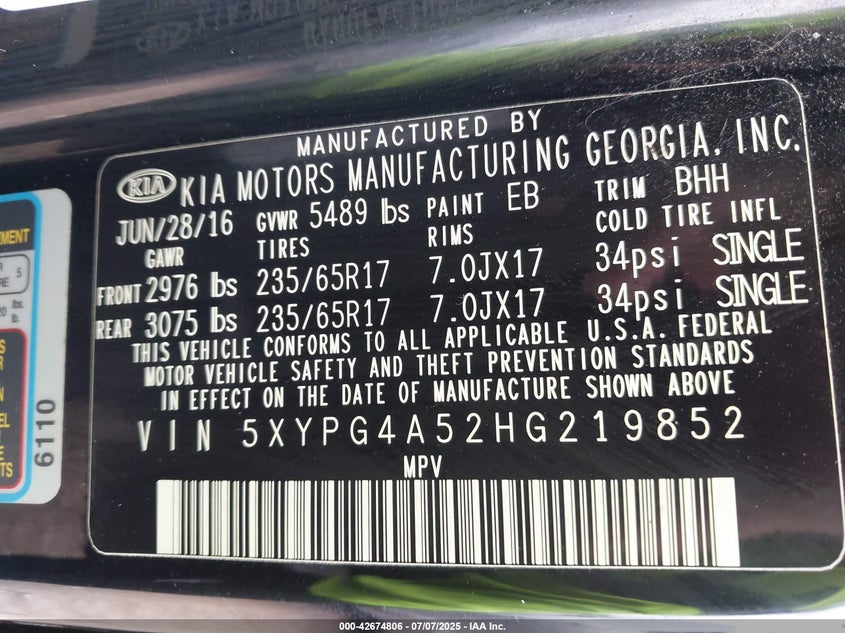 MANUFACTURED BY
KIA KIA MOTORS MANUFACTURING GEORGIA, INC.
JUN/28/16 GVWR 5489 lbs PAINT EB TRIM BHH
GAWR TIRES RIMS COLD TIRE INFL
FRONT 2976 lbs 235/65R17 7.0JX17 34psi SINGLE
REAR 3075 lbs 235/65R17 7.0JX17 34psi SINGLE
THIS VEHICLE CONFORMS TO ALL APPLICABLE U.S.A. FEDERAL
MOTOR VEHICLE SAFETY AND THEFT PREVENTION STANDARDS
IN EFFECT ON THE DATE OF MANUFACTURE SHOWN ABOVE
VIN 5XYPG4A52HG219852
MPV
5
lbs.
lb.
6110
000-42674806 - 07/07/2025 - IAA Inc.